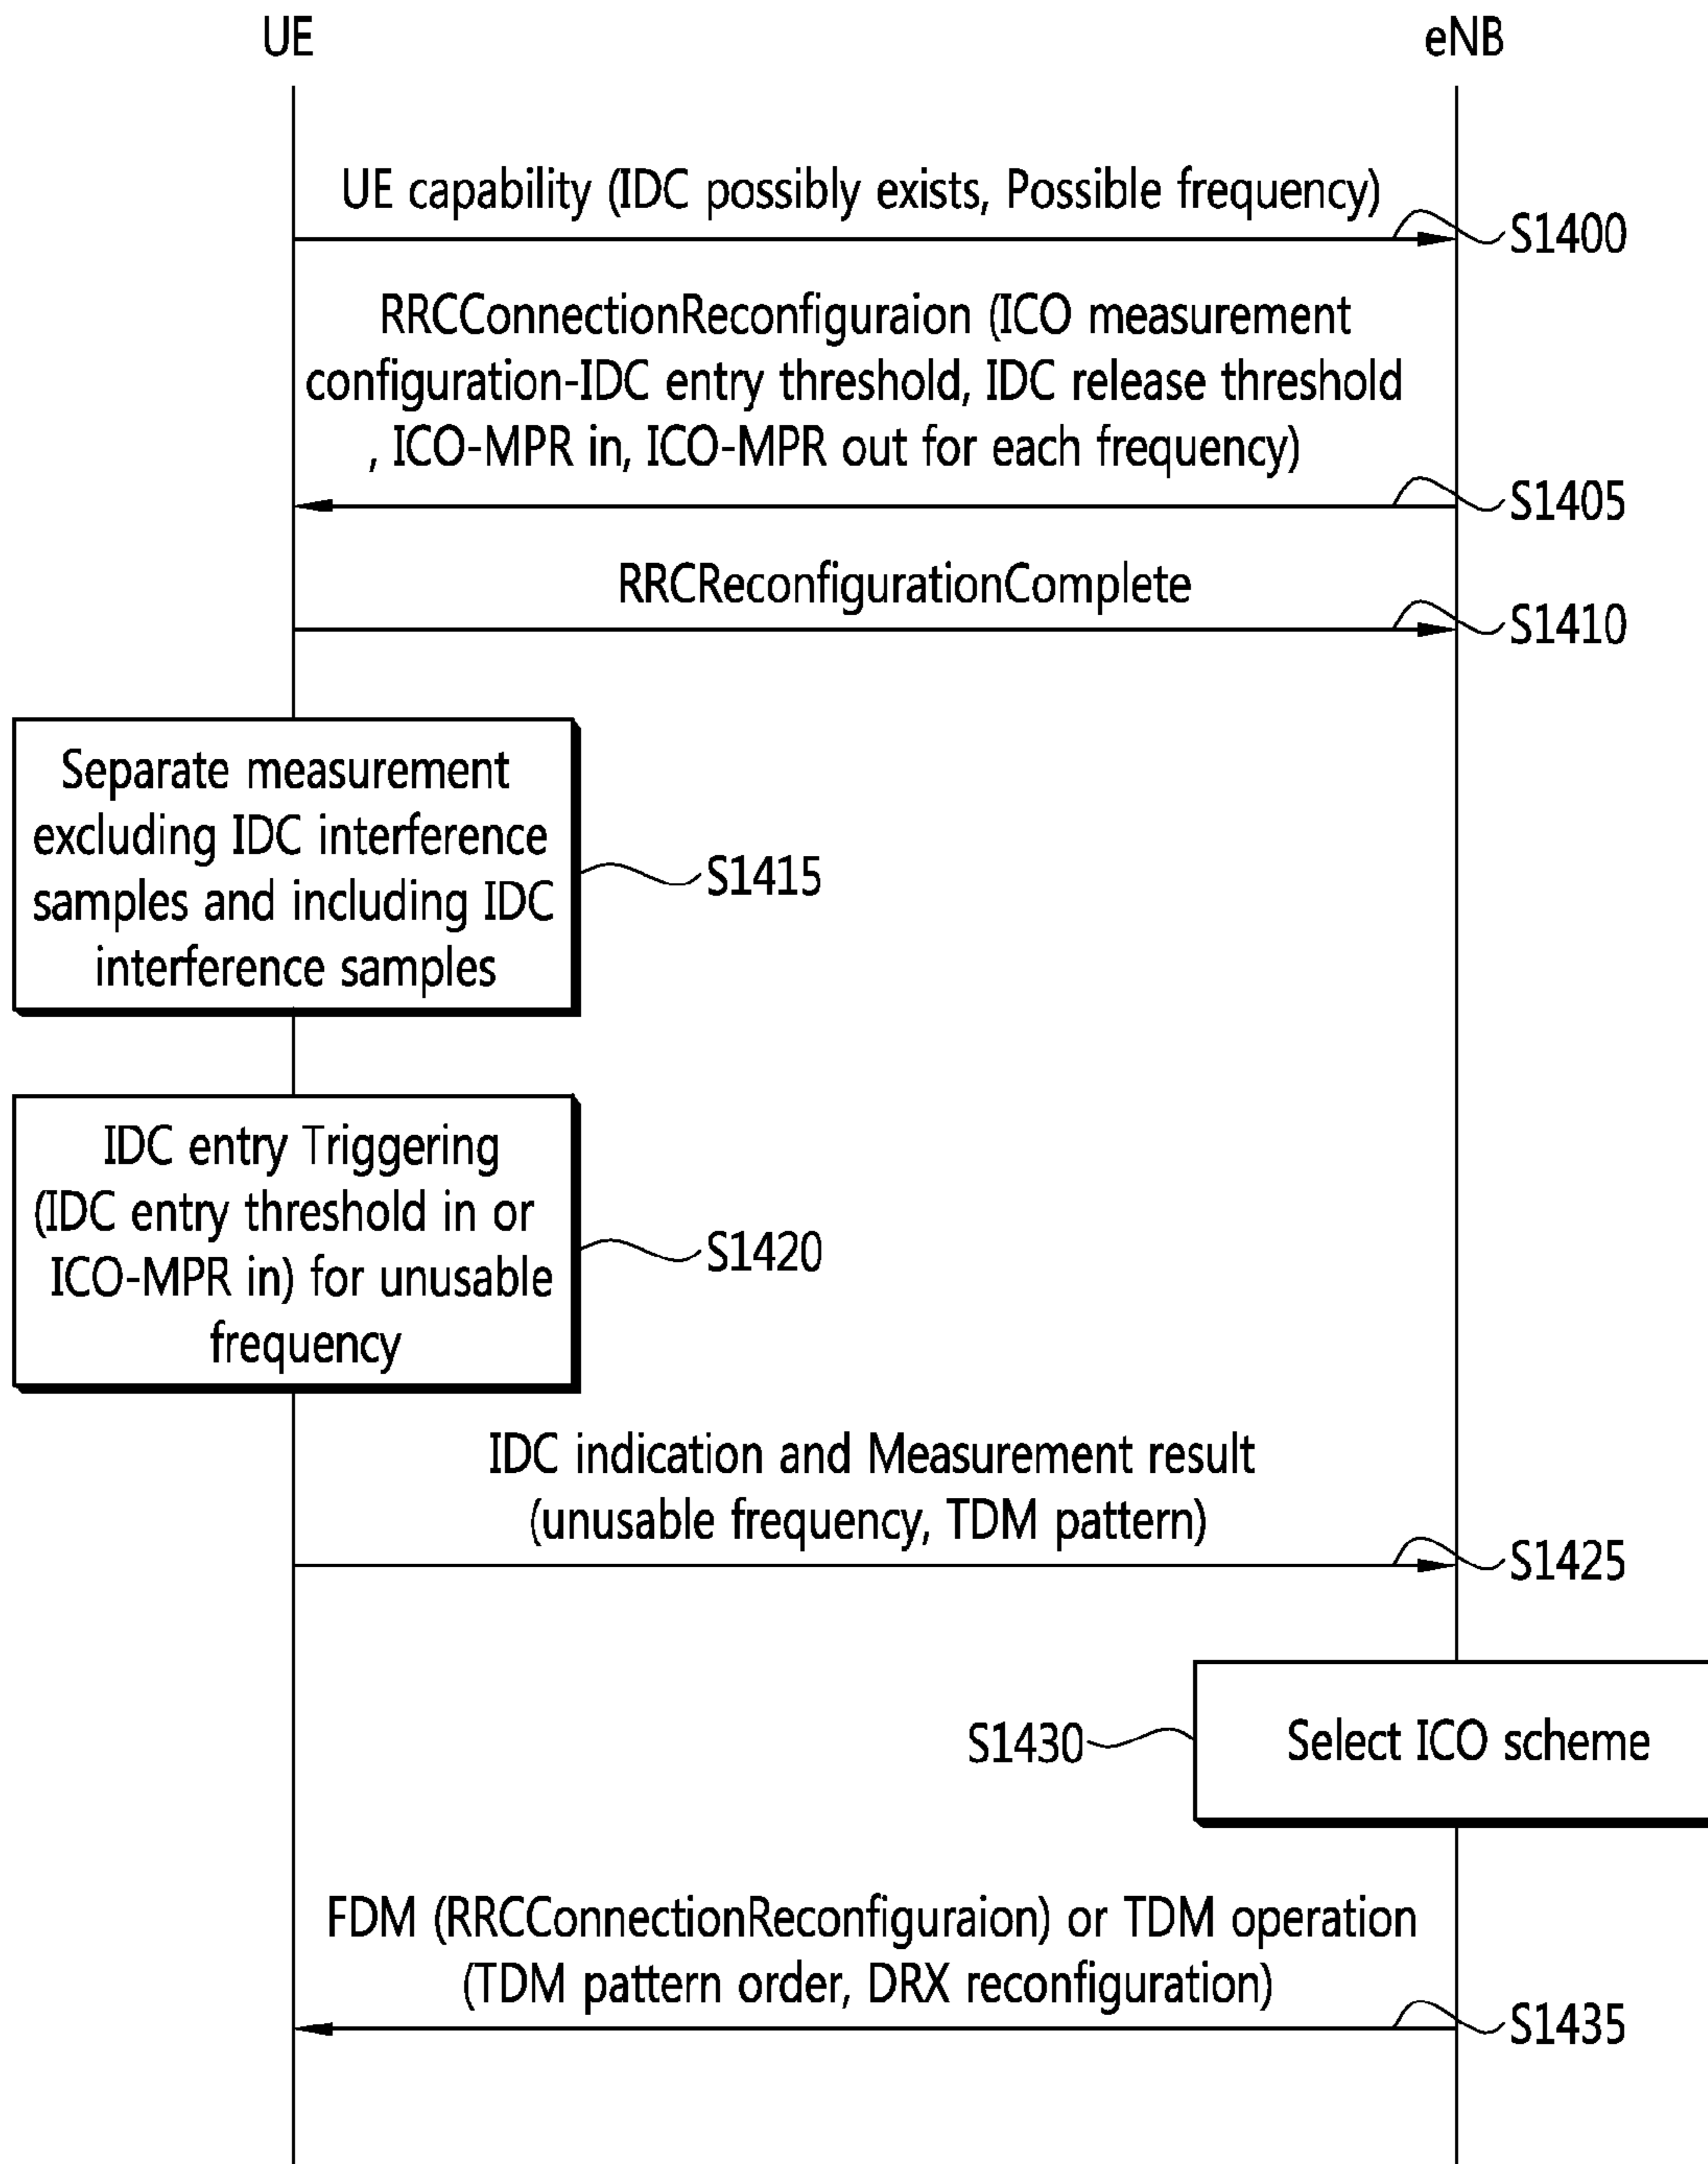 UE
eNB
UE capability (IDC possibly exists, Possible frequency)
S1400
RRCConnectionReconfiguraion (ICO measurement
configuration-IDC entry threshold, IDC release threshold
, ICO-MPR in, ICO-MPR out for each frequency)
S1405
RRCReconfigurationComplete
S1410
Separate measurement
excluding IDC interference
samples and including IDC
interference samples
S1415
IDC entry Triggering
(IDC entry threshold in or
ICO-MPR in) for unusable
frequency
S1420
IDC indication and Measurement result
(unusable frequency, TDM pattern)
S1425
S1430
Select ICO scheme
FDM (RRCConnectionReconfiguraion) or TDM operation
(TDM pattern order, DRX reconfiguration)
S1435